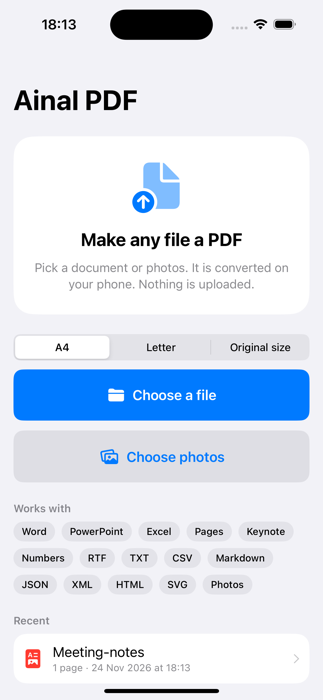 18:13
Ainal PDF
Make any file a PDF
Pick a document or photos. It is converted on
your phone. Nothing is uploaded.
A4 Letter Original size
Choose a file
Choose photos
Works with
Word PowerPoint Excel Pages Keynote
Numbers RTF TXT CSV Markdown
JSON XML HTML SVG Photos
Recent
Meeting-notes
1 page · 24 Nov 2026 at 18:13